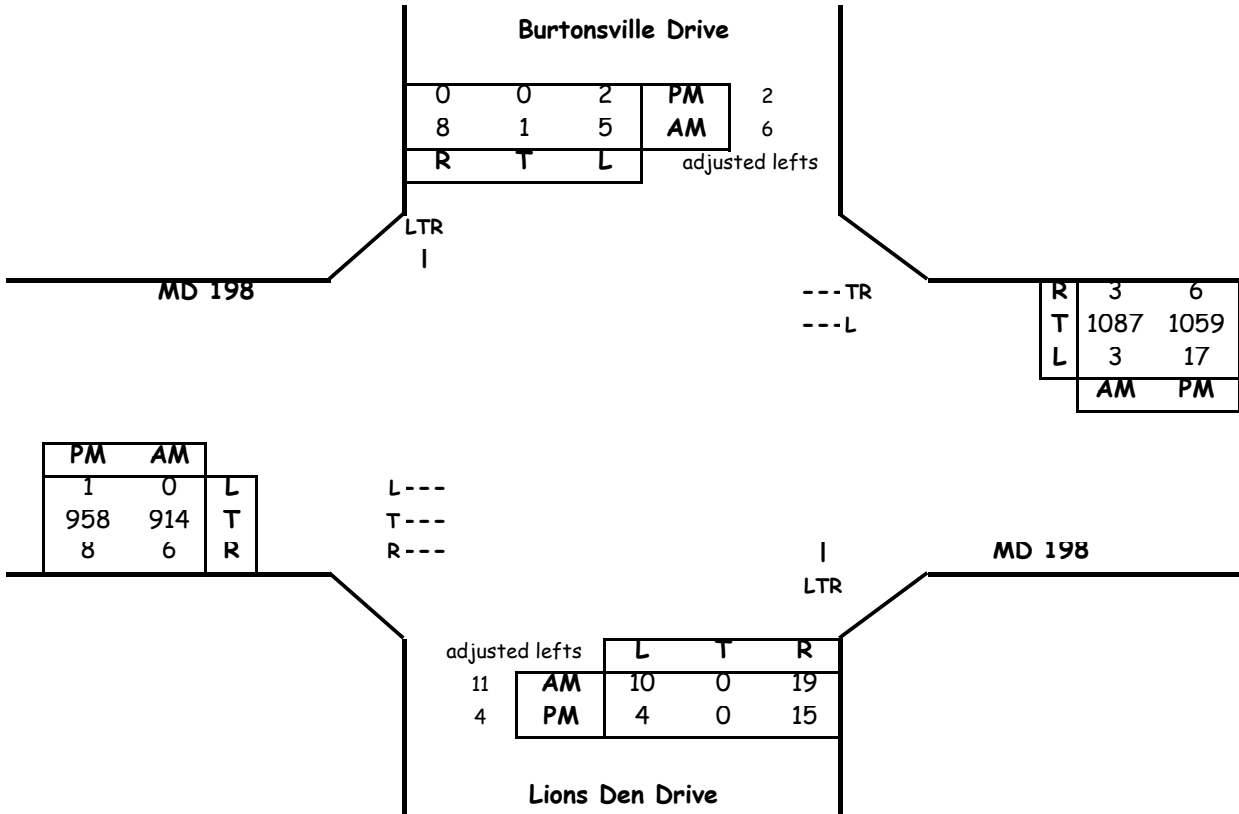 Burtonsville Drive
0 0 2 PM 2
8 1 5 AM 6
R T L adjusted lefts
LTR
|
MD 198
---TR R 3 6
---L T 1087 1059
L 3 17
AM PM
PM AM
1 0 L L---
958 914 T T---
8 6 R R--- | MD 198
LTR
adjusted lefts L T R
11 AM 10 0 19
4 PM 4 0 15
Lions Den Drive